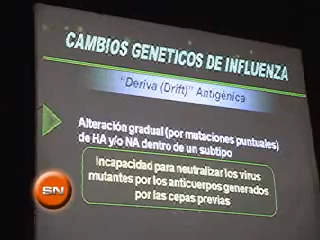 CAMBIOS GENETICOS DE INFLUENZA
“Deriva (Drift)” Antigénica
Alteración gradual (por mutaciones puntuales)
de HA y/o NA dentro de un subtipo
Incapacidad para neutralizar los virus
mutantes por los anticuerpos generados
por las cepas previas
SN